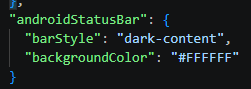 },
"androidStatusBar": {
"barStyle": "dark-content",
"backgroundColor": "#FFFFFF"
}